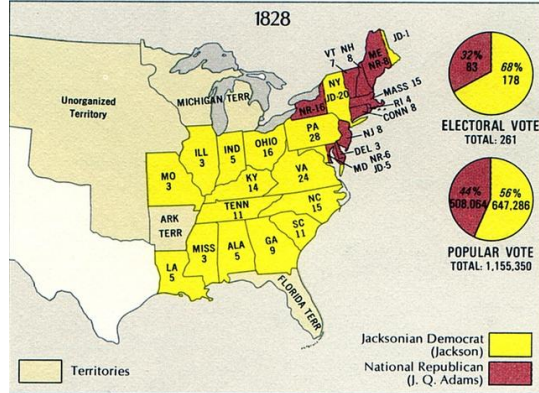 1828
VT
7
NH
8
ME
NR-8
JD-1
NY
JD-20
NR-16
MASS 15
RI 4
CONN 8
NJ 8
DEL 3
MD NR-6
JD-5
Unorganized
Territory
MICHIGAN TERR
PA
28
ILL
3
IND
5
OHIO
16
MO
3
KY
14
VA
24
TENN
11
NC
15
ARK
TERR
SC
11
MISS
3
ALA
5
GA
9
LA
5
FLORIDA TERR
32%
83
68%
178
ELECTORAL VOTE
TOTAL: 261
44%
508,064
56%
647,286
POPULAR VOTE
TOTAL: 1,155,350
Jacksonian Democrat
(Jackson)
National Republican
(J. Q. Adams)
Territories